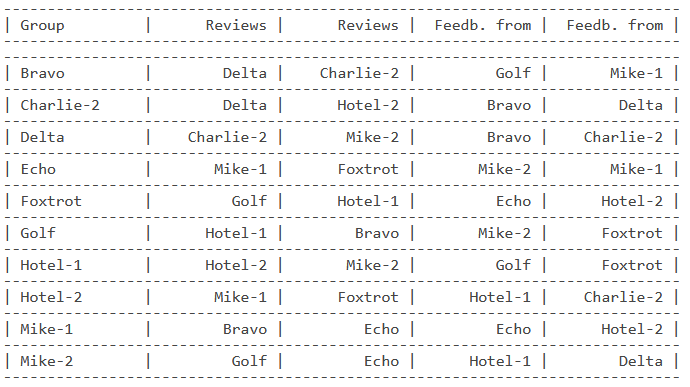 | Group | Reviews | Reviews | Feedb. from | Feedb. from |
| Bravo | Delta | Charlie-2 | Golf | Mike-1 |
| Charlie-2 | Delta | Hotel-2 | Bravo | Delta |
| Delta | Charlie-2 | Mike-2 | Bravo | Charlie-2 |
| Echo | Mike-1 | Foxtrot | Mike-2 | Mike-1 |
| Foxtrot | Golf | Hotel-1 | Echo | Hotel-2 |
| Golf | Hotel-1 | Bravo | Mike-2 | Foxtrot |
| Hotel-1 | Hotel-2 | Mike-2 | Golf | Foxtrot |
| Hotel-2 | Mike-1 | Foxtrot | Hotel-1 | Charlie-2 |
| Mike-1 | Bravo | Echo | Echo | Hotel-2 |
| Mike-2 | Golf | Echo | Hotel-1 | Delta |